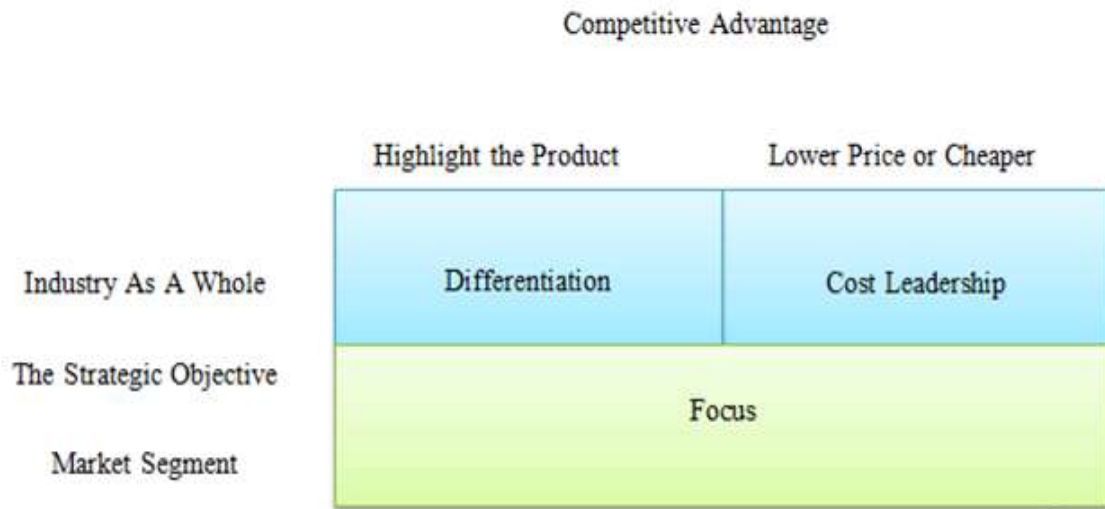 Competitive Advantage
Highlight the Product
Lower Price or Cheaper
Industry As A Whole
Differentiation
Cost Leadership
The Strategic Objective
Focus
Market Segment